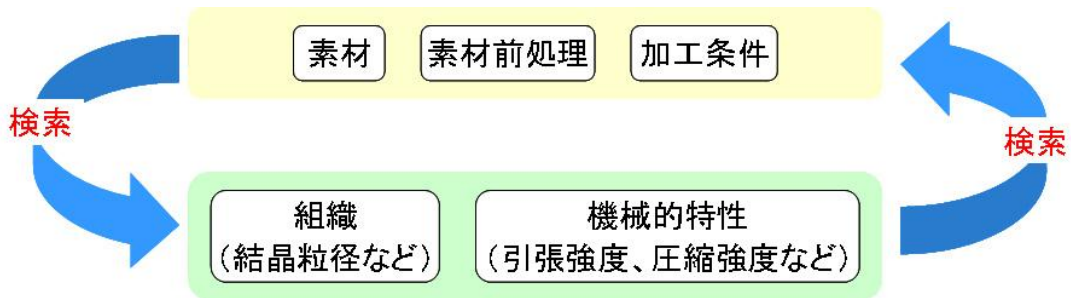 素材 素材前処理 加工条件
検索
検索
組織
(結晶粒径など)
機械的特性
(引張強度、圧縮強度など)